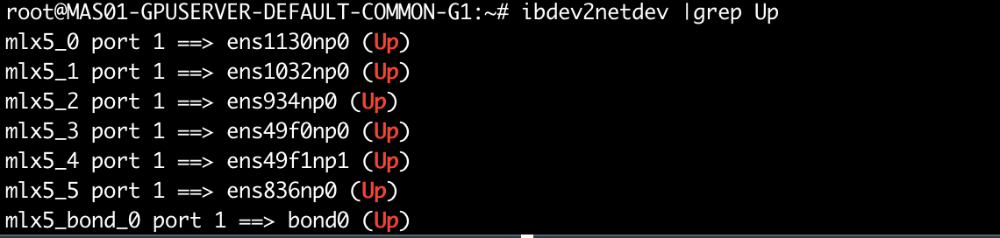 root@MAS01-GPUSERVER-DEFAULT-COMMON-G1:~# ibdev2netdev |grep Up
mlx5_0 port 1 ==> ens1130np0 (Up)
mlx5_1 port 1 ==> ens1032np0 (Up)
mlx5_2 port 1 ==> ens934np0 (Up)
mlx5_3 port 1 ==> ens49f0np0 (Up)
mlx5_4 port 1 ==> ens49f1np1 (Up)
mlx5_5 port 1 ==> ens836np0 (Up)
mlx5_bond_0 port 1 ==> bond0 (Up)